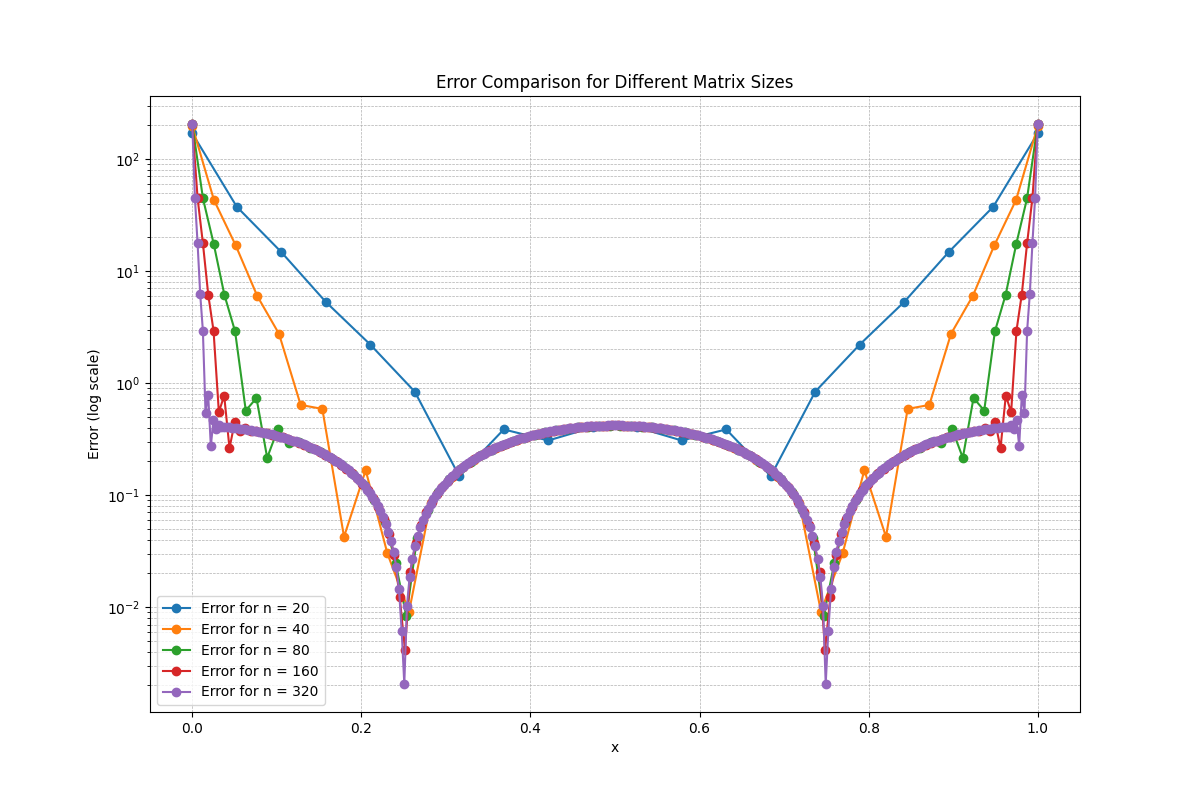 Error Comparison for Different Matrix Sizes
Error (log scale)
10²
10¹
10⁰
10⁻¹
10⁻²
Error for n = 20
Error for n = 40
Error for n = 80
Error for n = 160
Error for n = 320
0.0 0.2 0.4 0.6 0.8 1.0
x